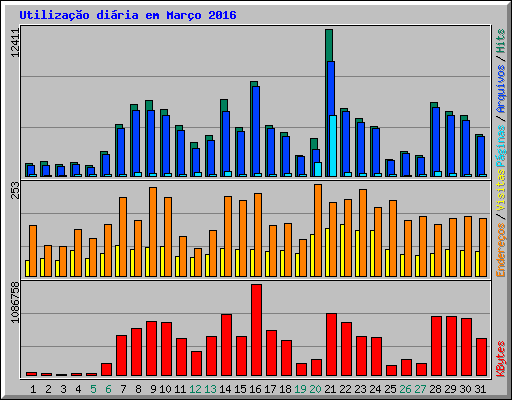 Utilização diária em Março 2016
12411
253
1086758
Endereços / Visitas Páginas / Arquivos / Hits
KBytes
1 2 3 4 5 6 7 8 9 10 11 12 13 14 15 16 17 18 19 20 21 22 23 24 25 26 27 28 29 30 31